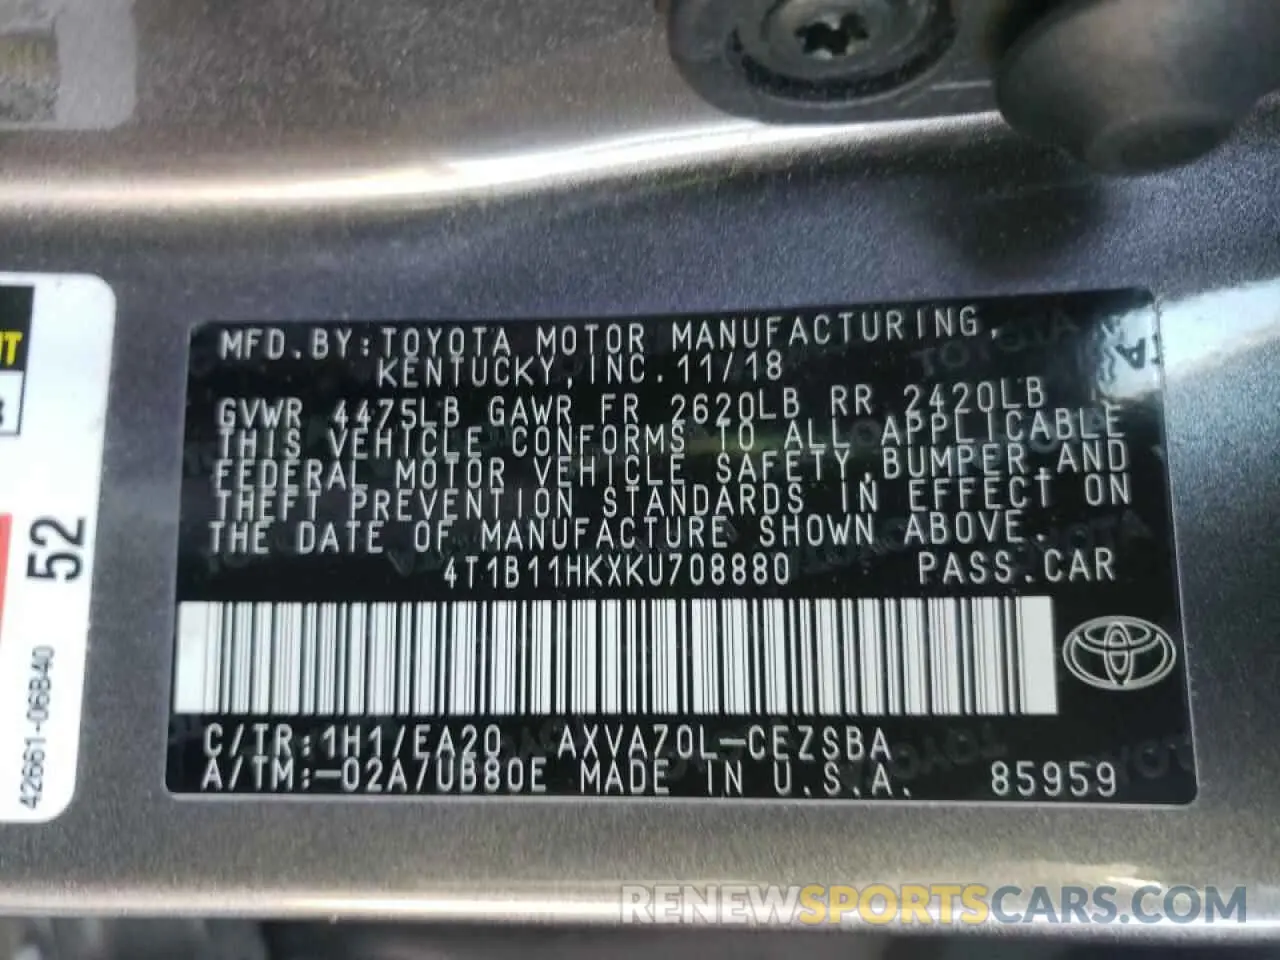 MFD.BY:TOYOTA MOTOR MANUFACTURING,
KENTUCKY,INC.11/18
GVWR 4475LB GAWR FR 2620LB RR 2420LB
THIS VEHICLE CONFORMS TO ALL APPLICABLE
FEDERAL MOTOR VEHICLE SAFETY,BUMPER,AND
THEFT PREVENTION STANDARDS IN EFFECT ON
THE DATE OF MANUFACTURE SHOWN ABOVE.
4T1B11HKXKU708880 PASS.CAR
C/TR:1H1/EA20 AXVA70L-CEZSBA
A/TM:-02A/UB80E MADE IN U.S.A. 85959
52
42661-06B40
RENEWSPORTSCARS.COM